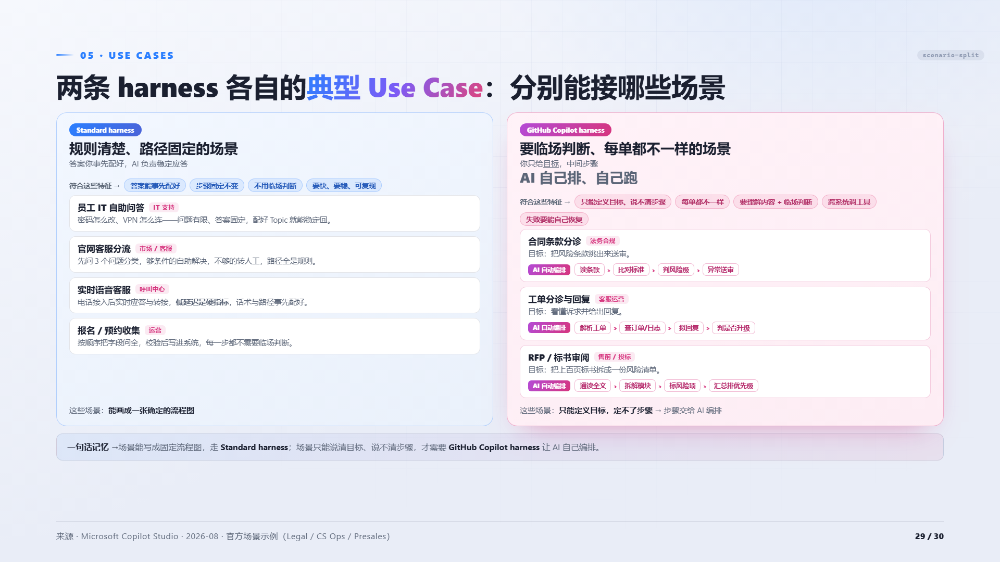 05 · USE CASES
scenario-split
两条 harness 各自的典型 Use Case：分别能接哪些场景
Standard harness
规则清楚、路径固定的场景
答案你事先配好，AI 负责稳定应答
符合这些特征 → 答案能事先配好 步骤固定不变 不用临场判断 要快、要稳、可复现
员工 IT 自助问答 IT 支持
密码怎么改、VPN 怎么连——问题有限、答案固定，配好 Topic 就能稳定回。
官网客服分流 市场 / 客服
先问 3 个问题分类，够条件的自助解决，不够的转人工，路径全是规则。
实时语音客服 呼叫中心
电话接入后实时应答与转接，低延迟是硬指标，话术与路径事先配好。
报名 / 预约收集 运营
按顺序把字段问全，校验后写进系统，每一步都不需要临场判断。
这些场景：能画成一张确定的流程图
GitHub Copilot harness
要临场判断、每单都不一样的场景
你只给目标，中间步骤
AI 自己排、自己跑
符合这些特征 → 只能定义目标、说不清步骤 每单都不一样 要理解内容 + 临场判断 跨系统调工具
失败要能自己恢复
合同条款分诊 法务合规
目标：把风险条款挑出来送审。
AI 自动编排 读条款 › 比对标准 › 判风险级 › 异常送审
工单分诊与回复 客服运营
目标：看懂诉求并给出回复。
AI 自动编排 解析工单 › 查订单/日志 › 拟回复 › 判是否升级
RFP / 标书审阅 售前 / 投标
目标：把上百页标书拆成一份风险清单。
AI 自动编排 通读全文 › 拆解模块 › 标风险项 › 汇总排优先级
这些场景：只能定义目标，定不了步骤 → 步骤交给 AI 编排
一句话记忆 →场景能写成固定流程图，走 Standard harness；场景只能说清目标、说不清步骤，才需要 GitHub Copilot harness 让 AI 自己编排。
来源 · Microsoft Copilot Studio · 2026-08 · 官方场景示例（Legal / CS Ops / Presales）
29 / 30